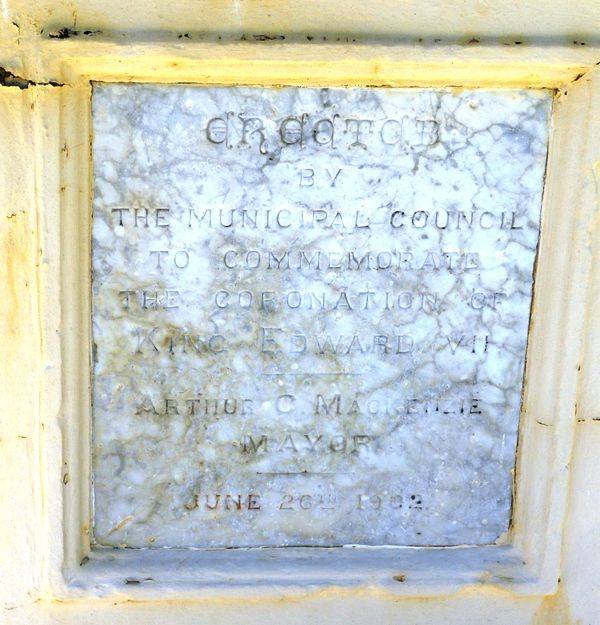 ERECTED
BY
THE MUNICIPAL COUNCIL
TO COMMEMORATE
THE CORONATION OF
KING EDWARD VII
ARTHUR C. MACKENZIE
MAYOR
JUNE 26TH 1902